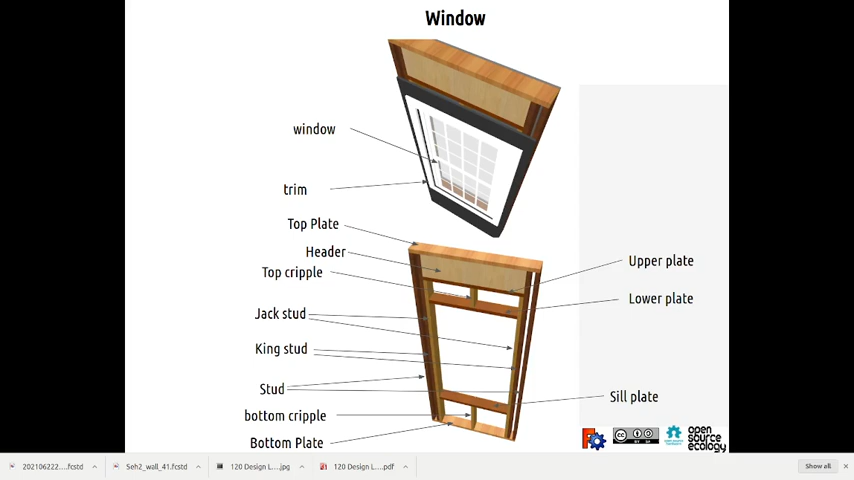 Window
window
trim
Top Plate
Header
Top cripple
Upper plate
Lower plate
Jack stud
King stud
Stud
Sill plate
bottom cripple
Bottom Plate
open
source
ecology
202106222....fcstd
Seh2_wall_41.fcstd
120 Design L....jpg
120 Design L....pdf
Show all